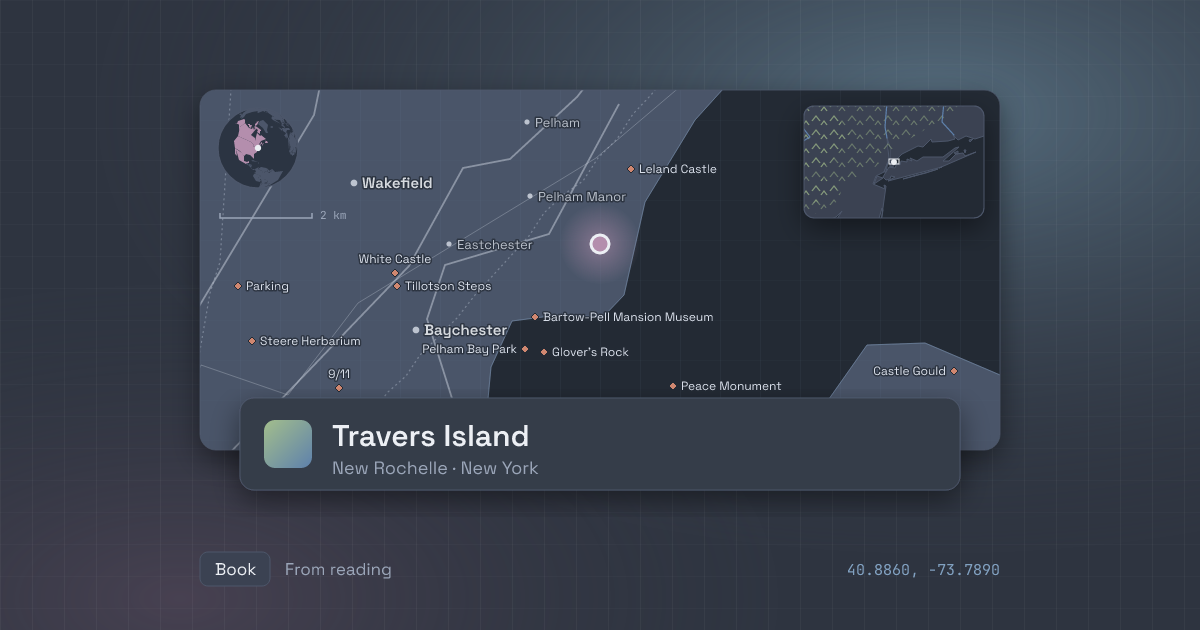 Pelham
Leland Castle
Wakefield
Pelham Manor
2 km
Eastchester
White Castle
Parking
Tillotson Steps
Bartow-Pell Mansion Museum
Baychester
Steere Herbarium
Pelham Bay Park
Glover's Rock
9/11
Castle Gould
Peace Monument
Travers Island
New Rochelle · New York
Book
From reading
40.8860, -73.7890